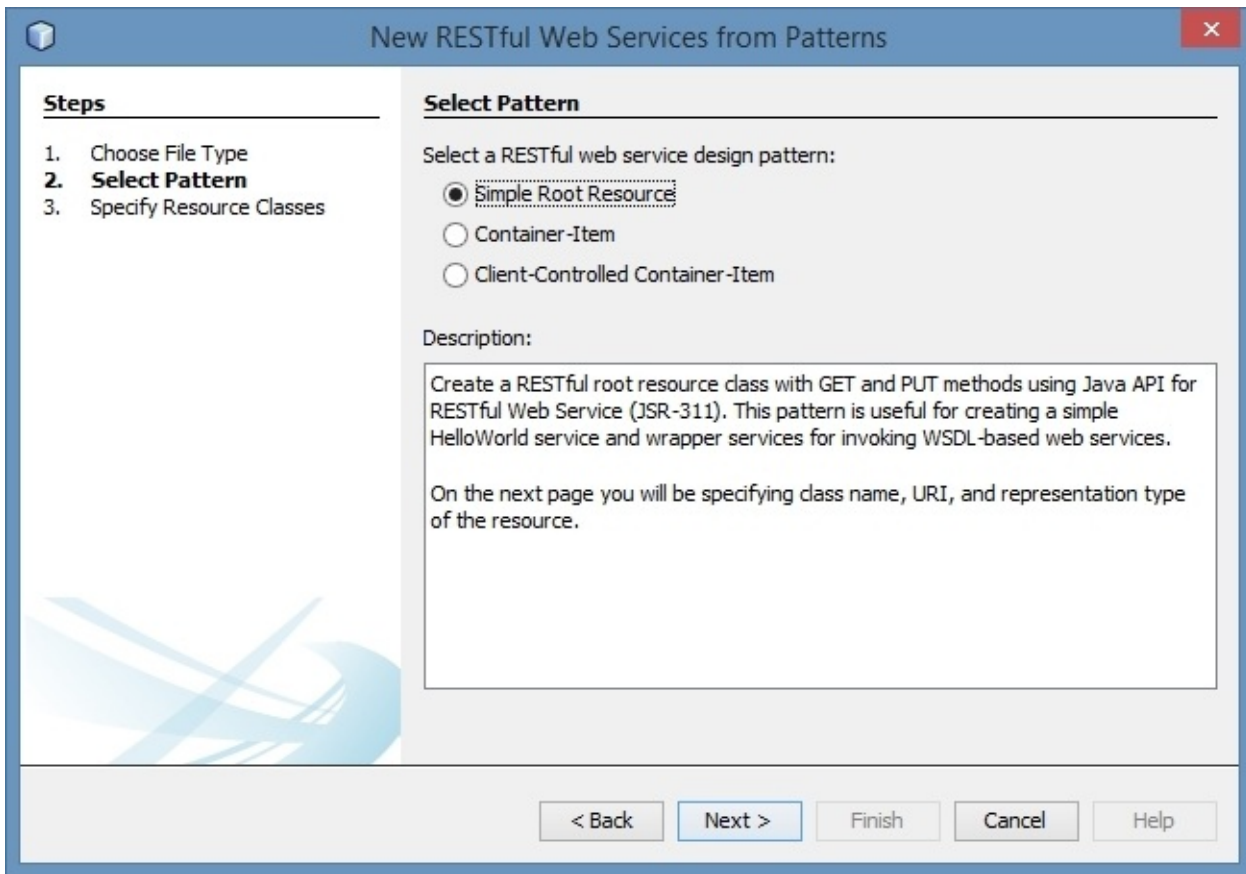 New RESTful Web Services from Patterns
Steps
1. Choose File Type
2. Select Pattern
3. Specify Resource Classes
Select Pattern
Select a RESTful web service design pattern:
Simple Root Resource
Container-Item
Client-Controlled Container-Item
Description:
Create a RESTful root resource class with GET and PUT methods using Java API for
RESTful Web Service (JSR-311). This pattern is useful for creating a simple
HelloWorld service and wrapper services for invoking WSDL-based web services.
On the next page you will be specifying class name, URI, and representation type
of the resource.
< Back
Next >
Finish
Cancel
Help